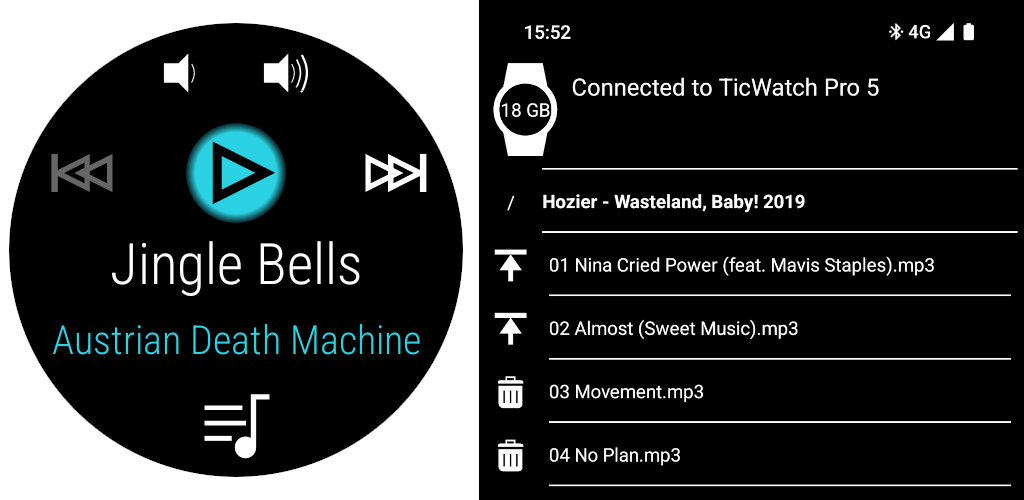 Jingle Bells
Austrian Death Machine
15:52
4G
18 GB
Connected to TicWatch Pro 5
/ Hozier - Wasteland, Baby! 2019
01 Nina Cried Power (feat. Mavis Staples).mp3
02 Almost (Sweet Music).mp3
03 Movement.mp3
04 No Plan.mp3